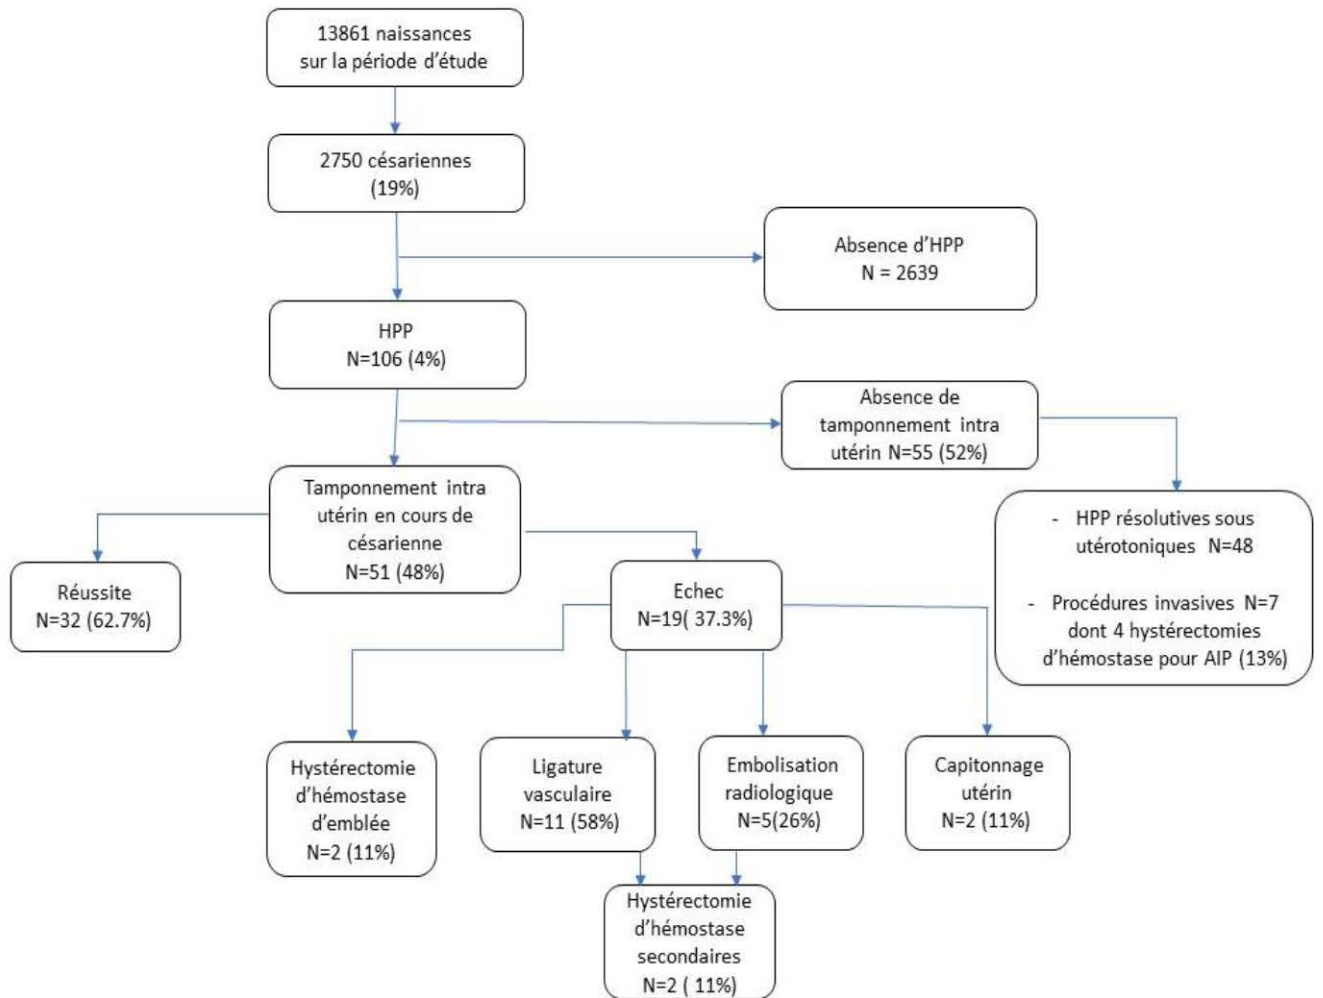 13861 naissances
sur la période d’étude
2750 césariennes
(19%)
Absence d’HPP
N = 2639
HPP
N=106 (4%)
Absence de
tamponnement intra
utérin N=55 (52%)
Tamponnement intra
utérin en cours de
césarienne
N=51 (48%)
- HPP résolutives sous
utérotoniques N=48
- Procédures invasives N=7
dont 4 hystérectomies
d’hémostase pour AIP (13%)
Réussite
N=32 (62.7%)
Echec
N=19( 37.3%)
Hystérectomie
d’hémostase
d’emblée
N=2 (11%)
Ligature
vasculaire
N=11 (58%)
Embolisation
radiologique
N=5(26%)
Capitonnage
utérin
N=2 (11%)
Hystérectomie
d’hémostase
secondaires
N=2 ( 11%)